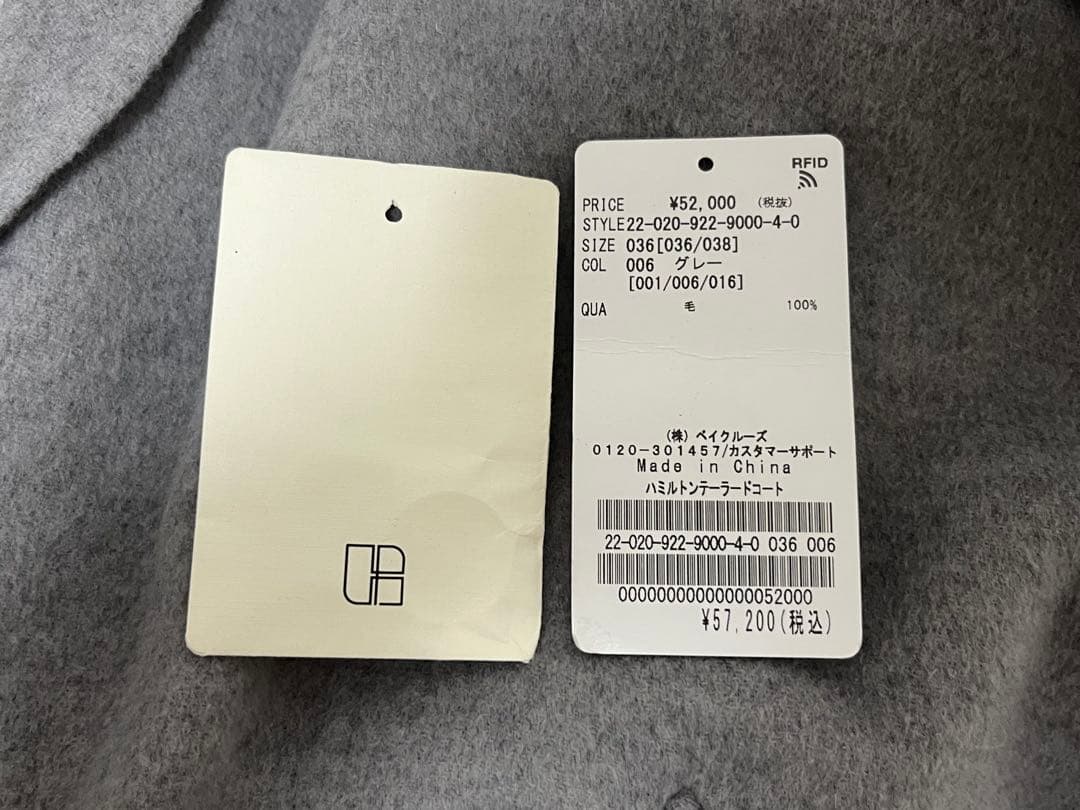 RFID
PRICE ¥52,000 (税抜)
STYLE22-020-922-9000-4-0
SIZE 036[036/038]
COL 006 グレー
[001/006/016]
QUA 毛 100%
(株) ベイクルーズ
0120-301457/カスタマーサポート
Made in China
ハミルトンテーラードコート
22-020-922-9000-4-0 036 006
00000000000000052000
¥57,200(税込)